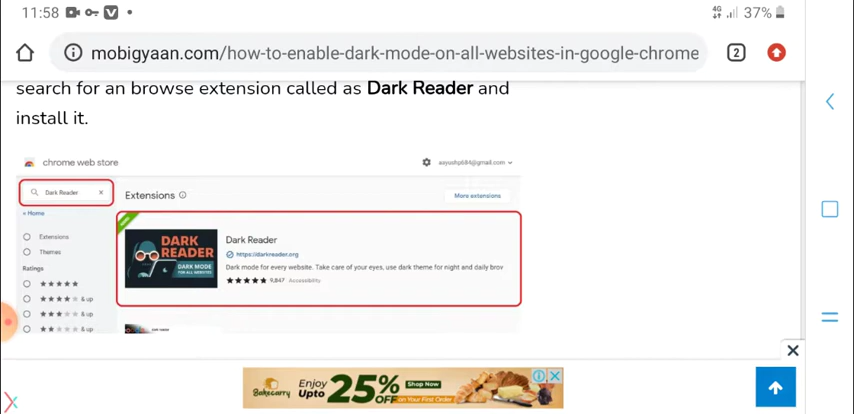 11:58
4G 37%
mobigyaan.com/how-to-enable-dark-mode-on-all-websites-in-google-chrome
2
search for an browse extension called as Dark Reader and
install it.
chrome web store
aayushp684@gmail.com
Dark Reader
Extensions
More extensions
« Home
Extensions
Themes
Ratings
& up
& up
& up
DARK
READER
DARK MODE
FOR ALL WEBSITES
Dark Reader
https://darkreader.org
Dark mode for every website. Take care of your eyes, use dark theme for night and daily brov
9,847 Accessibility
Bakecarry
Enjoy
Upto
25%
OFF
Shop Now
on Your First Order